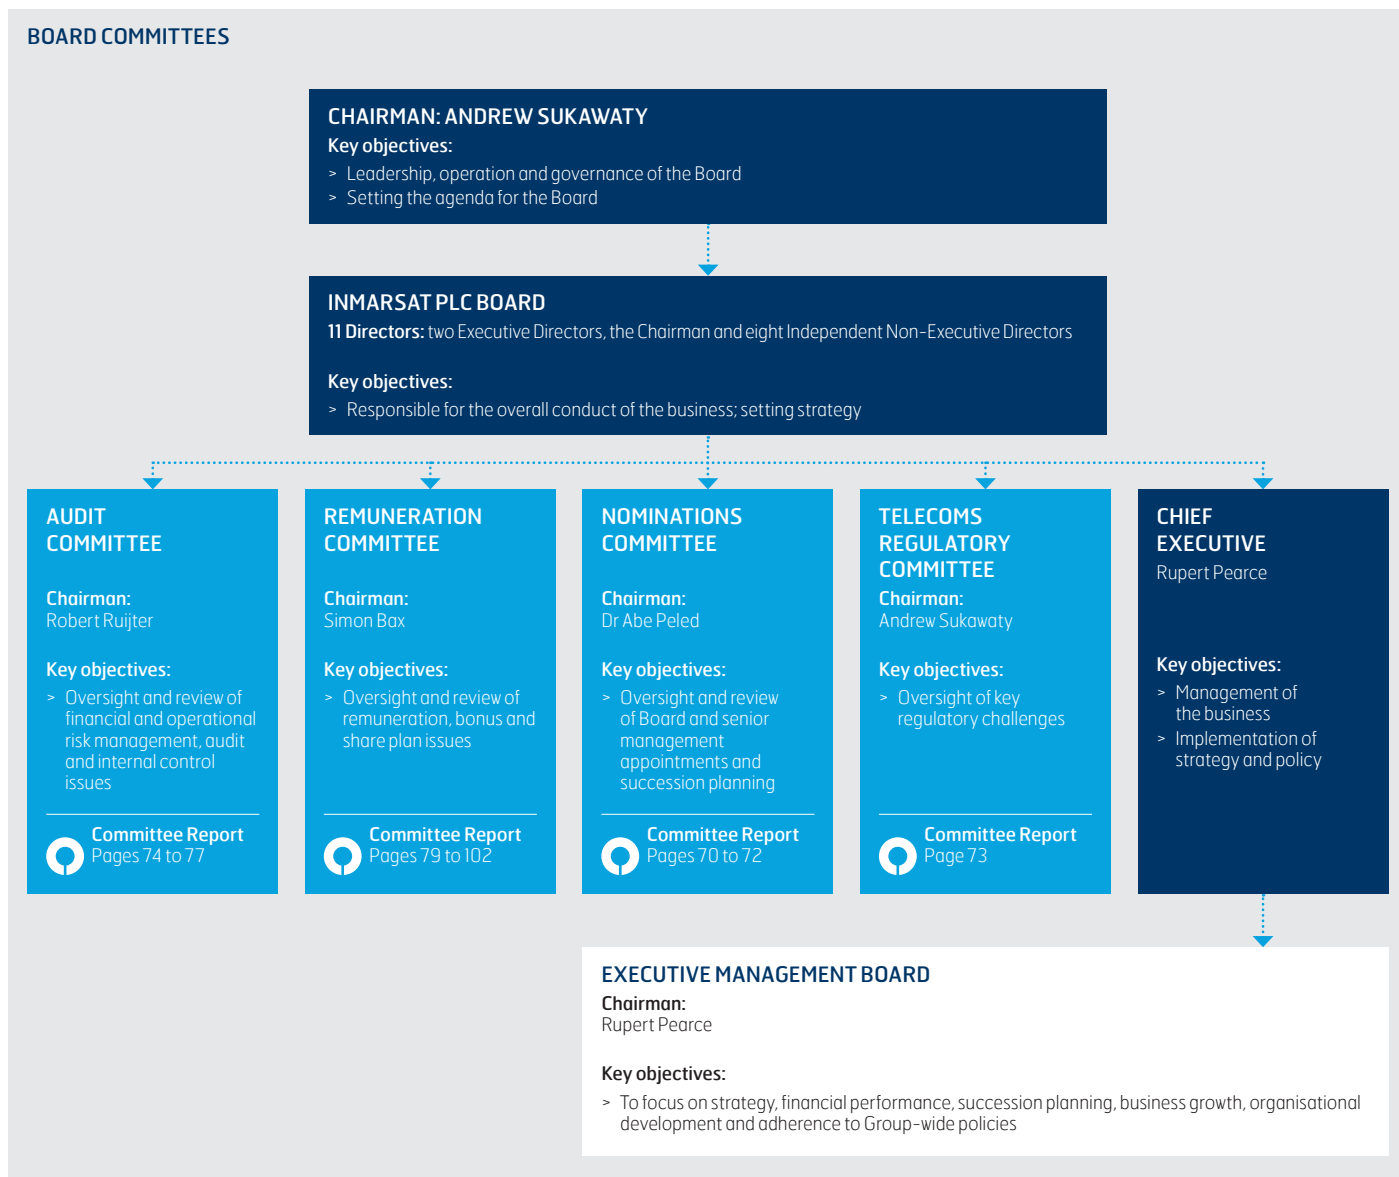 BOARD COMMITTEES
CHAIRMAN: ANDREW SUKAWATY
Key objectives:
> Leadership, operation and governance of the Board
> Setting the agenda for the Board
INMARSAT PLC BOARD
11 Directors: two Executive Directors, the Chairman and eight Independent Non-Executive Directors
Key objectives:
> Responsible for the overall conduct of the business; setting strategy
AUDIT
COMMITTEE
Chairman:
Robert Ruijter
Key objectives:
> Oversight and review of
financial and operational
risk management, audit
and internal control
issues
Committee Report
Pages 74 to 77
REMUNERATION
COMMITTEE
Chairman:
Simon Bax
Key objectives:
> Oversight and review of
remuneration, bonus and
share plan issues
Committee Report
Pages 79 to 102
NOMINATIONS
COMMITTEE
Chairman:
Dr Abe Peled
Key objectives:
> Oversight and review
of Board and senior
management
appointments and
succession planning
Committee Report
Pages 70 to 72
TELECOMS
REGULATORY
COMMITTEE
Chairman:
Andrew Sukawaty
Key objectives:
> Oversight of key
regulatory challenges
Committee Report
Page 73
CHIEF
EXECUTIVE
Rupert Pearce
Key objectives:
> Management of
the business
> Implementation of
strategy and policy
EXECUTIVE MANAGEMENT BOARD
Chairman:
Rupert Pearce
Key objectives:
> To focus on strategy, financial performance, succession planning, business growth, organisational
development and adherence to Group-wide policies